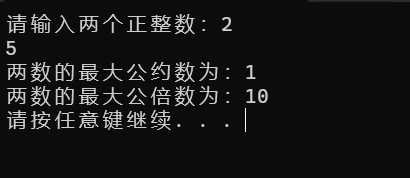 请输入两个正整数: 2
5
两数的最大公约数为: 1
两数的最大公倍数为: 10
请按任意键继续. . .